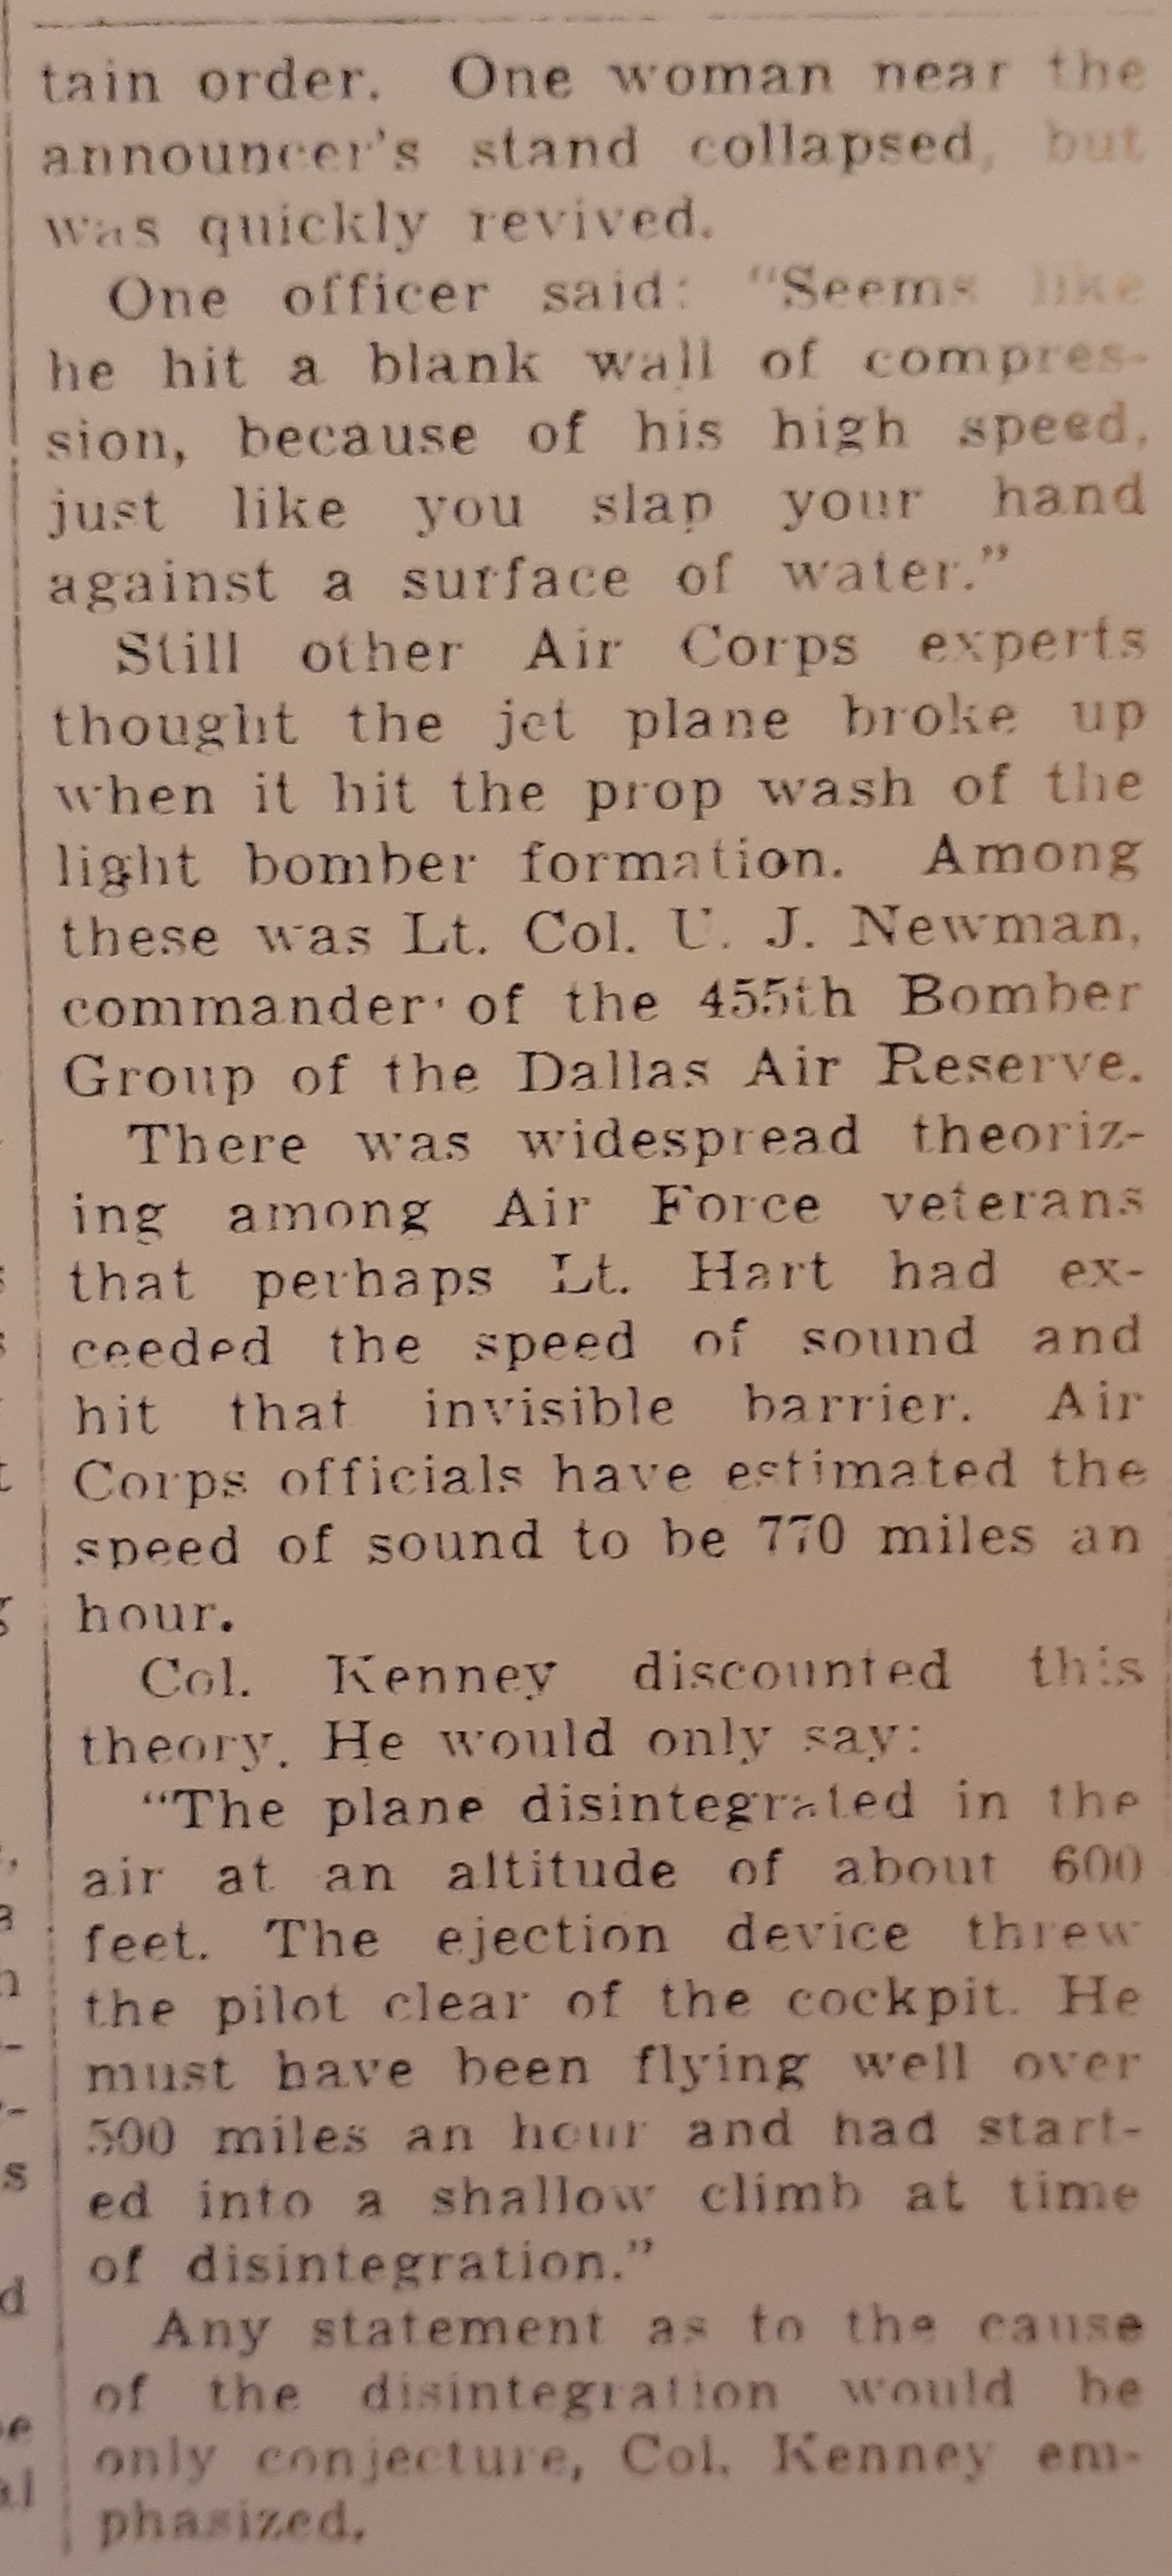 tain order. One woman near the
announcer's stand collapsed, but
was quickly revived.
One officer said: "Seems like
he hit a blank wall of compres-
sion, because of his high speed,
just like you slap your hand
against a surface of water."
Still other Air Corps experts
thought the jet plane broke up
when it hit the prop wash of the
light bomber formation. Among
these was Lt. Col. U. J. Newman,
commander of the 455th Bomber
Group of the Dallas Air Reserve.
There was widespread theoriz-
ing among Air Force veterans
that perhaps Lt. Hart had ex-
ceeded the speed of sound and
hit that invisible barrier. Air
Corps officials have estimated the
speed of sound to be 770 miles an
hour.
Col. Kenney discounted this
theory. He would only say:
"The plane disintegrated in the
air at an altitude of about 600
feet. The ejection device threw
the pilot clear of the cockpit. He
must have been flying well over
500 miles an hour and had start-
ed into a shallow climb at time
of disintegration."
Any statement as to the cause
of the disintegration would be
only conjecture, Col. Kenney em-
phasized.